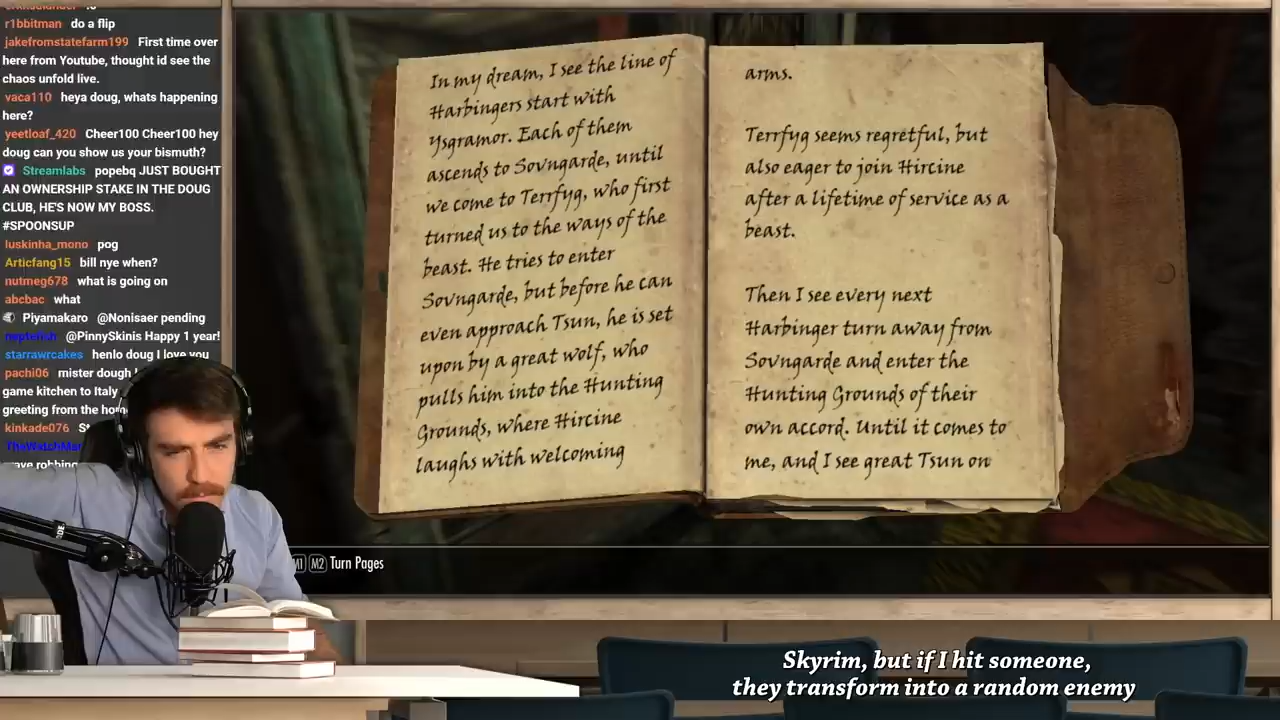 r1bbitman do a flip
jakefromstatefarm199 First time over
here from Youtube, thought id see the
chaos unfold live.
vaca110 heya doug, whats happening
here?
yeetloaf_420 Cheer100 Cheer100 hey
doug can you show us your bismuth?
Streamlabs popebq JUST BOUGHT
AN OWNERSHIP STAKE IN THE DOUG
CLUB, HE'S NOW MY BOSS.
#SPOONSUP
luskinha_mono pog
Articfang15 bill nye when?
nutmeg678 what is going on
abcbac what
Piyamakaro @Nonisaer pending
@PinnySkinis Happy 1 year!
starrawrcakes henlo doug I love you
pachi06 mister dough
game kitchen to Italy
greeting from the
kinkade076
In my dream, I see the line of
Harbingers start with
Ysgramor. Each of them
ascends to Sovngarde, until
we come to Terrfyg, who first
turned us to the ways of the
beast. He tries to enter
Sovngarde, but before he can
even approach Tsun, he is set
upon by a great wolf, who
pulls him into the Hunting
Grounds, where Hircine
laughs with welcoming
arms.
Terrfyg seems regretful, but
also eager to join Hircine
after a lifetime of service as a
beast.
Then I see every next
Harbinger turn away from
Sovngarde and enter the
Hunting Grounds of their
own accord. Until it comes to
me, and I see great Tsun on
M2 Turn Pages
Skyrim, but if I hit someone,
they transform into a random enemy